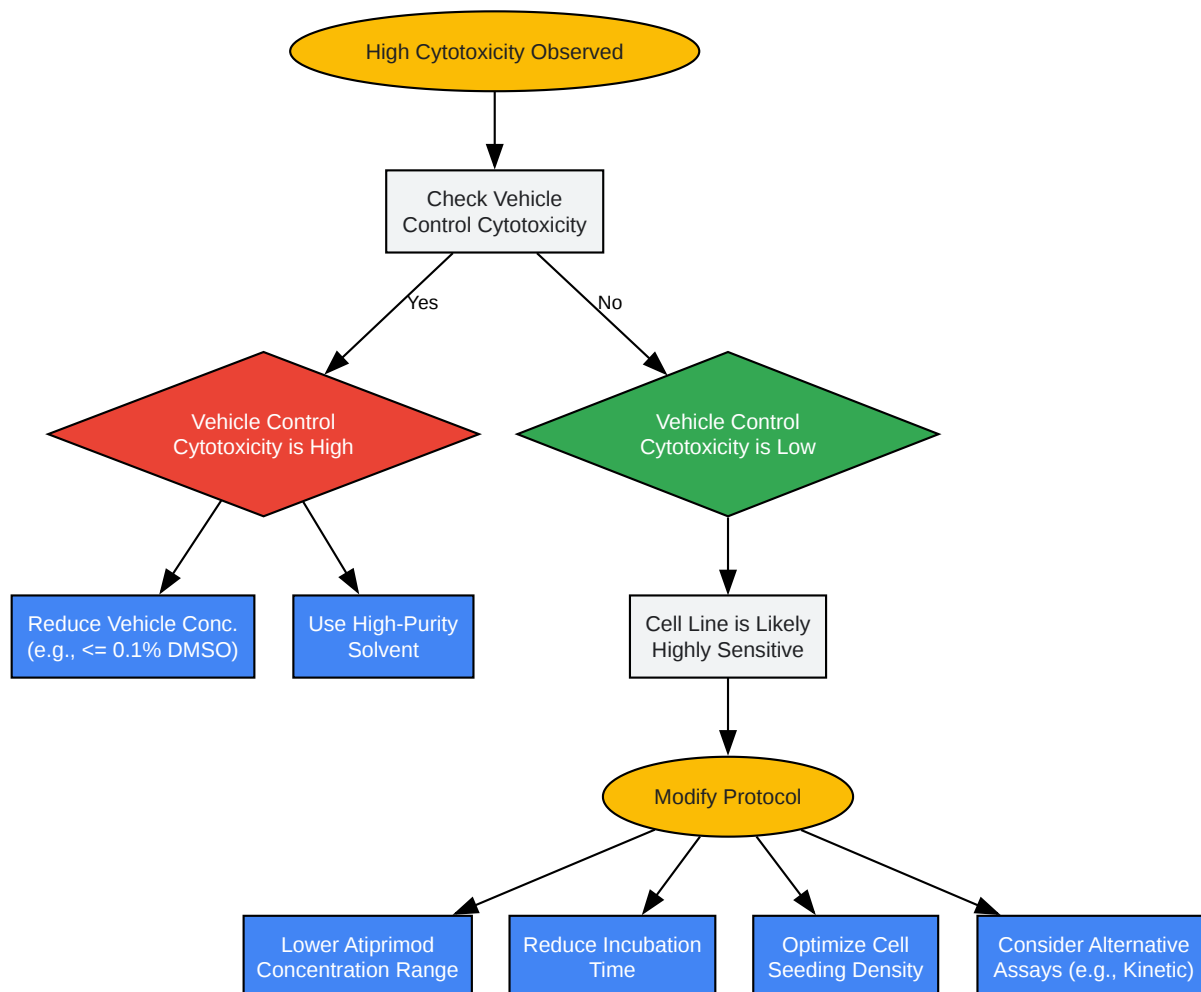 High Cytotoxicity Observed
Check Vehicle
Control Cytotoxicity
Yes
No
Vehicle Control
Cytotoxicity is High
Vehicle Control
Cytotoxicity is Low
Reduce Vehicle Conc.
(e.g., <= 0.1% DMSO)
Use High-Purity
Solvent
Cell Line is Likely
Highly Sensitive
Modify Protocol
Lower Atiprimod
Concentration Range
Reduce Incubation
Time
Optimize Cell
Seeding Density
Consider Alternative
Assays (e.g., Kinetic)